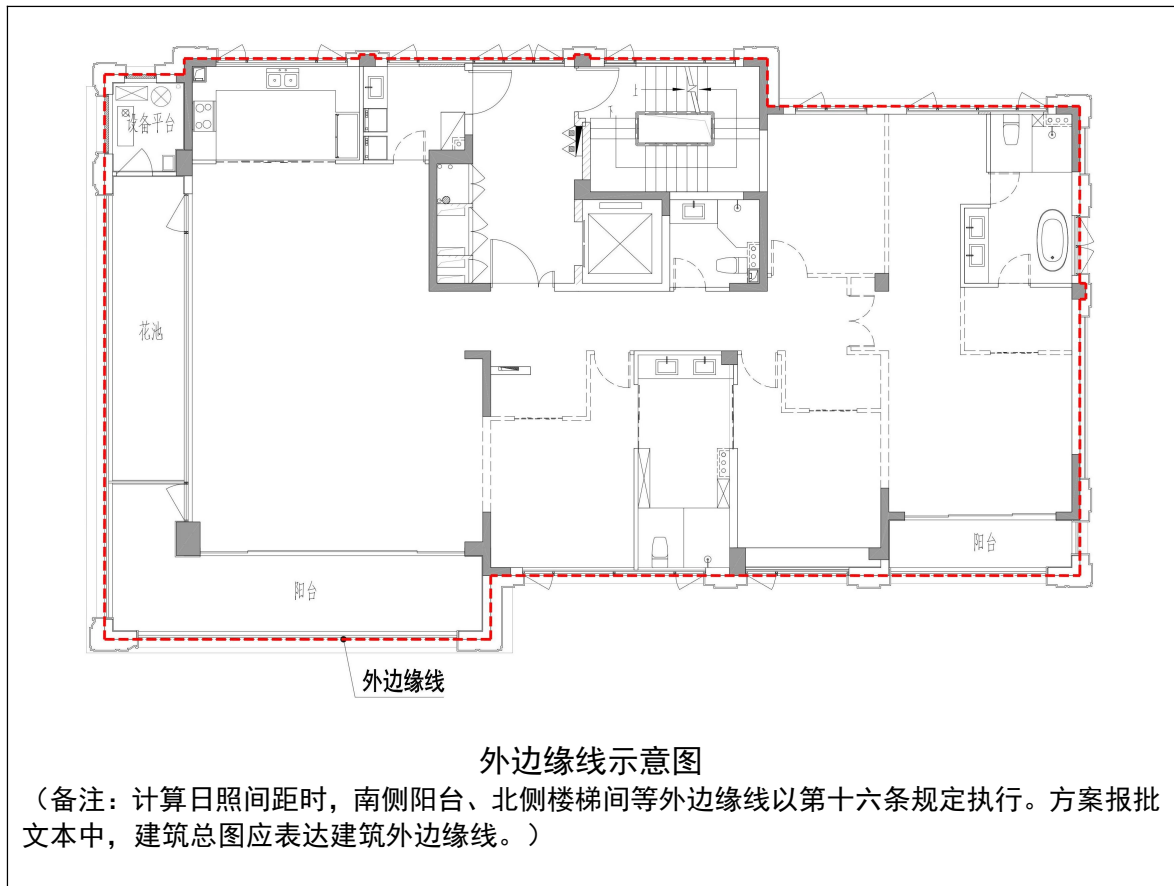 上
下
设备平台
花池
阳台
阳台
外边缘线
外边缘线示意图
（备注：计算日照间距时，南侧阳台、北侧楼梯间等外边缘线以第十六条规定执行。方案报批
文本中，建筑总图应表达建筑外边缘线。）